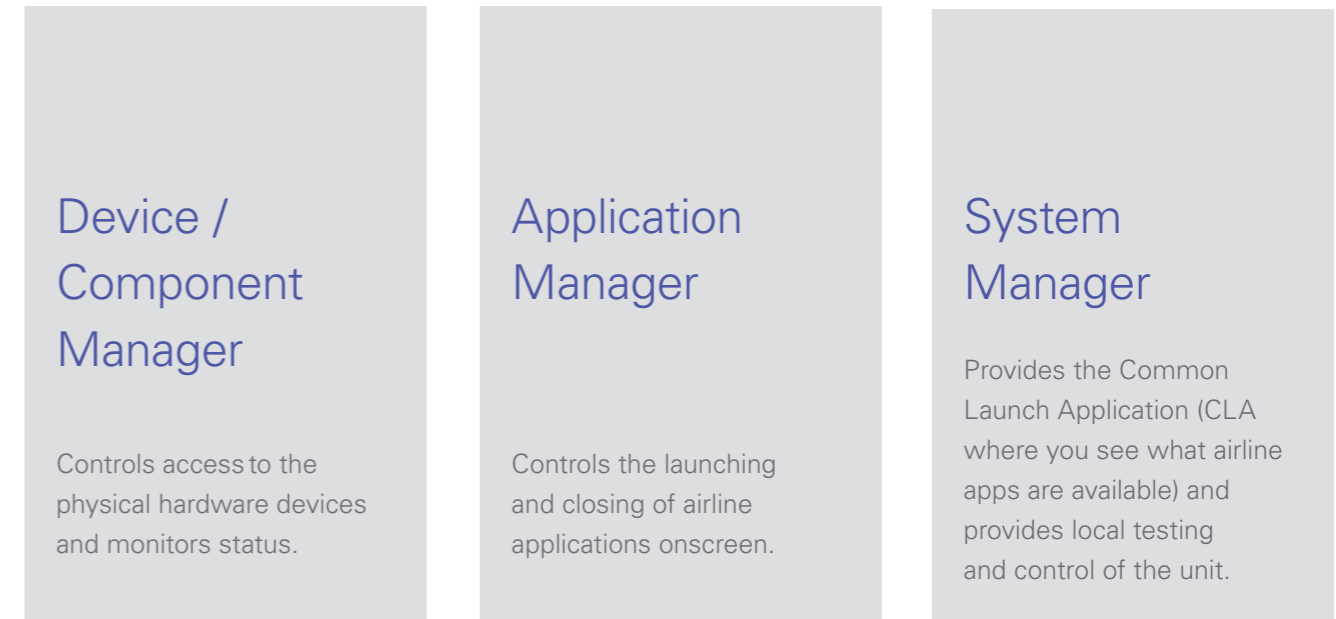 Device /
Component
Manager
Controls access to the
physical hardware devices
and monitors status.
Application
Manager
Controls the launching
and closing of airline
applications onscreen.
System
Manager
Provides the Common
Launch Application (CLA
where you see what airline
apps are available) and
provides local testing
and control of the unit.